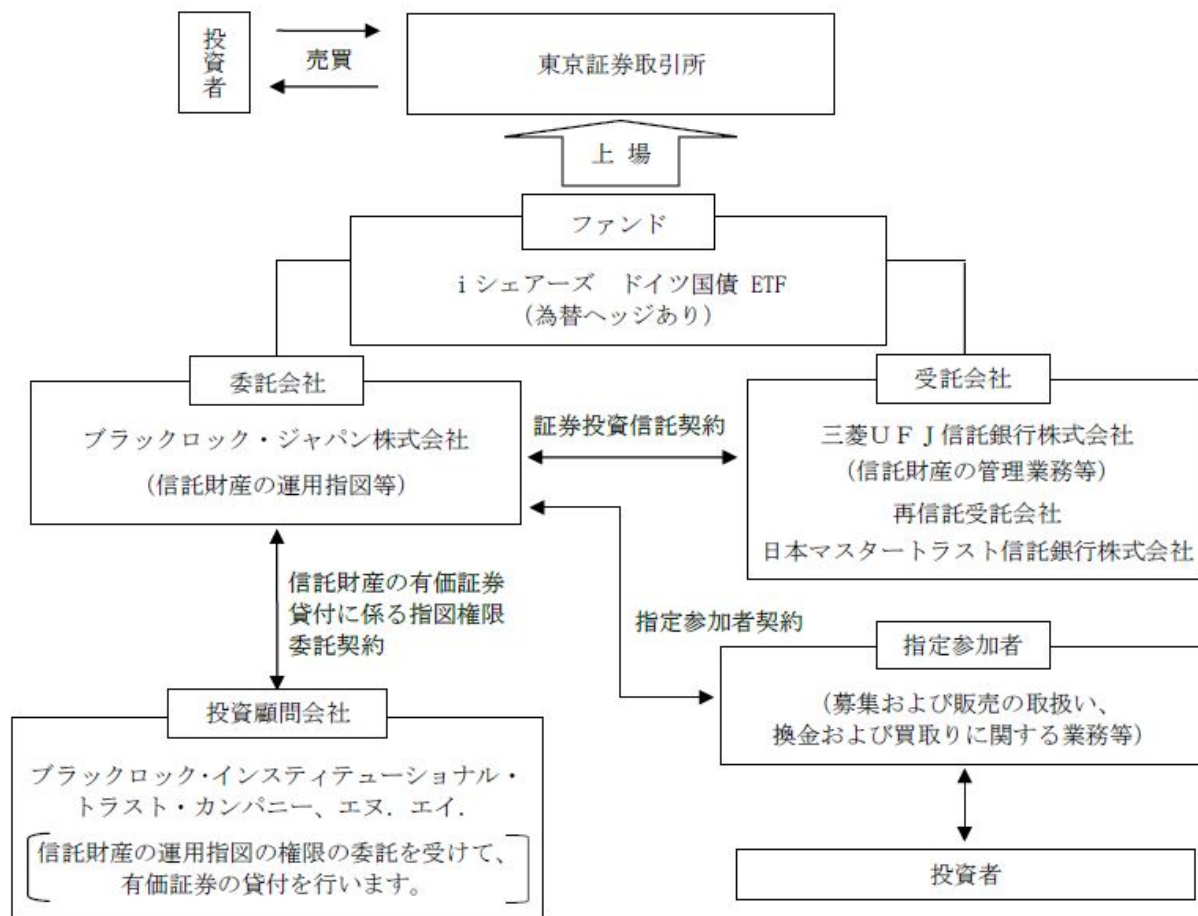 投資者
売買
東京証券取引所
上 場
ファンド
ｉシェアーズ　ドイツ国債 ETF
（為替ヘッジあり）
委託会社
ブラックロック・ジャパン株式会社
（信託財産の運用指図等）
証券投資信託契約
受託会社
三菱ＵＦＪ信託銀行株式会社
（信託財産の管理業務等）
再信託受託会社
日本マスタートラスト信託銀行株式会社
信託財産の有価証券
貸付に係る指図権限
委託契約
指定参加者契約
指定参加者
（募集および販売の取扱い、
換金および買取りに関する業務等）
投資顧問会社
ブラックロック・インスティテューショナル・
トラスト・カンパニー、エヌ．エイ．
信託財産の運用指図の権限の委託を受けて、
有価証券の貸付を行います。
投資者